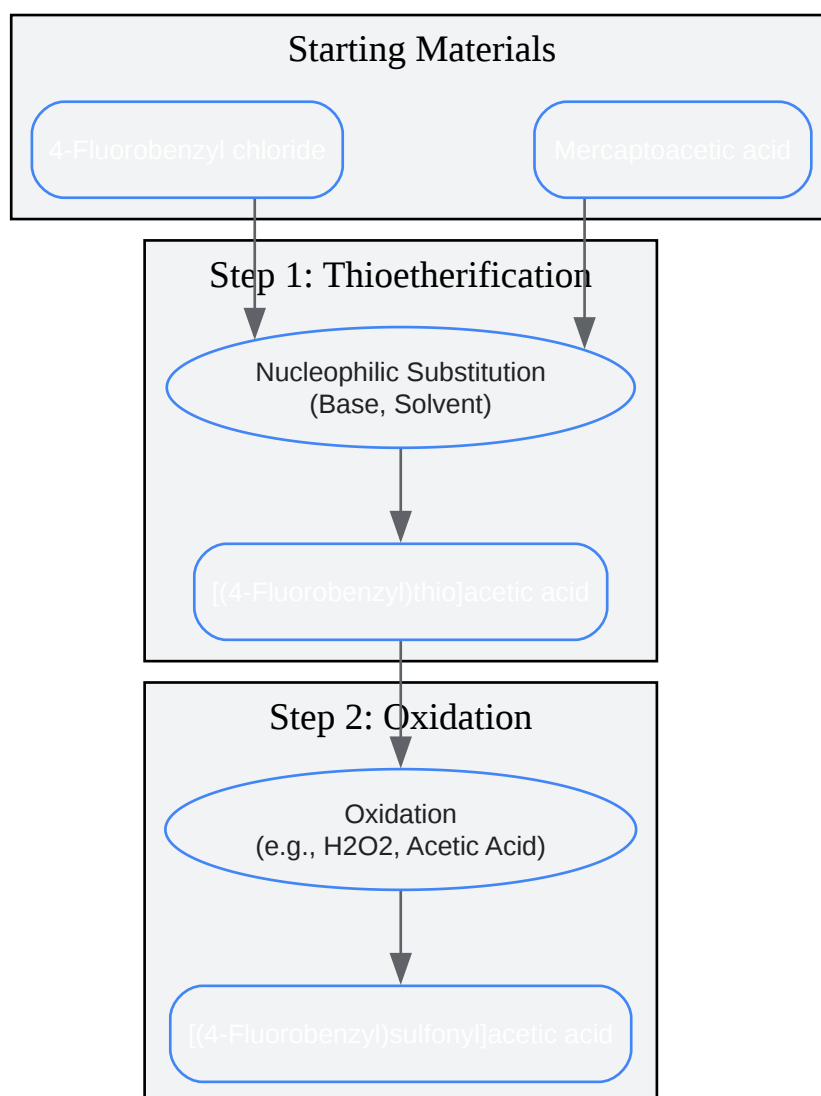 Starting Materials
4-Fluorobenzyl chloride
Mercaptoacetic acid
Step 1: Thioetherification
Nucleophilic Substitution
(Base, Solvent)
[(4-Fluorobenzyl)thio]acetic acid
Step 2: Oxidation
Oxidation
(e.g., H2O2, Acetic Acid)
[(4-Fluorobenzyl)sulfonyl]acetic acid